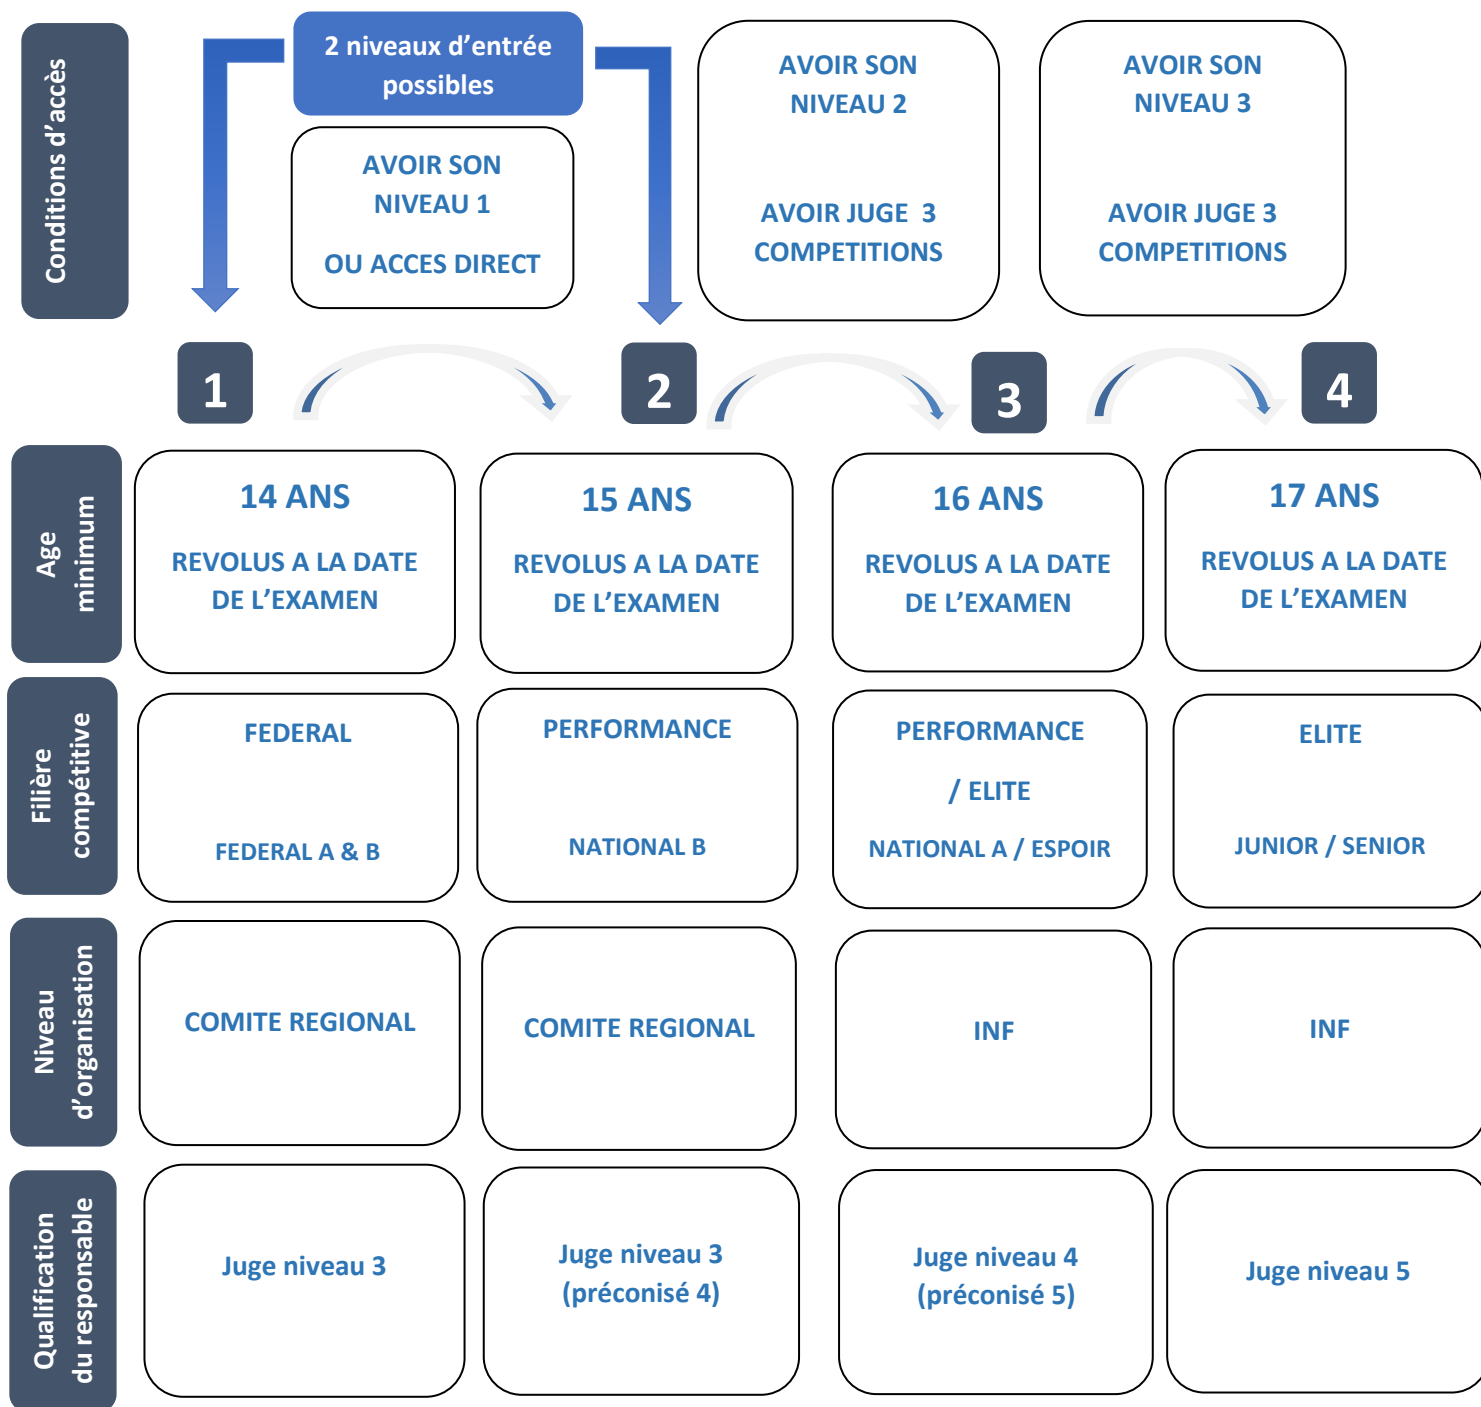 Conditions d’accès
2 niveaux d’entrée
possibles
AVOIR SON
NIVEAU 1
OU ACCES DIRECT
AVOIR SON
NIVEAU 2
AVOIR JUGE  3
COMPETITIONS
AVOIR SON
NIVEAU 3
AVOIR JUGE 3
COMPETITIONS
1
2
3
4
Age
minimum
14 ANS
REVOLUS A LA DATE
DE L’EXAMEN
15 ANS
REVOLUS A LA DATE
DE L’EXAMEN
16 ANS
REVOLUS A LA DATE
DE L’EXAMEN
17 ANS
REVOLUS A LA DATE
DE L’EXAMEN
Filière
compétitive
FEDERAL
FEDERAL A & B
PERFORMANCE
NATIONAL B
PERFORMANCE
/ ELITE
NATIONAL A / ESPOIR
ELITE
JUNIOR / SENIOR
Niveau
d’organisation
COMITE REGIONAL
COMITE REGIONAL
INF
INF
Qualification
du responsable
Juge niveau 3
Juge niveau 3
(préconisé 4)
Juge niveau 4
(préconisé 5)
Juge niveau 5